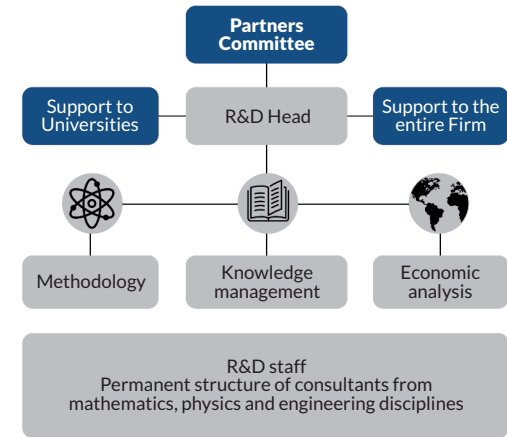 Partners
Committee
Support to
Universities
R&D Head
Support to the
entire Firm
Methodology
Knowledge
management
Economic
analysis
R&D staff
Permanent structure of consultants from
mathematics, physics and engineering disciplines